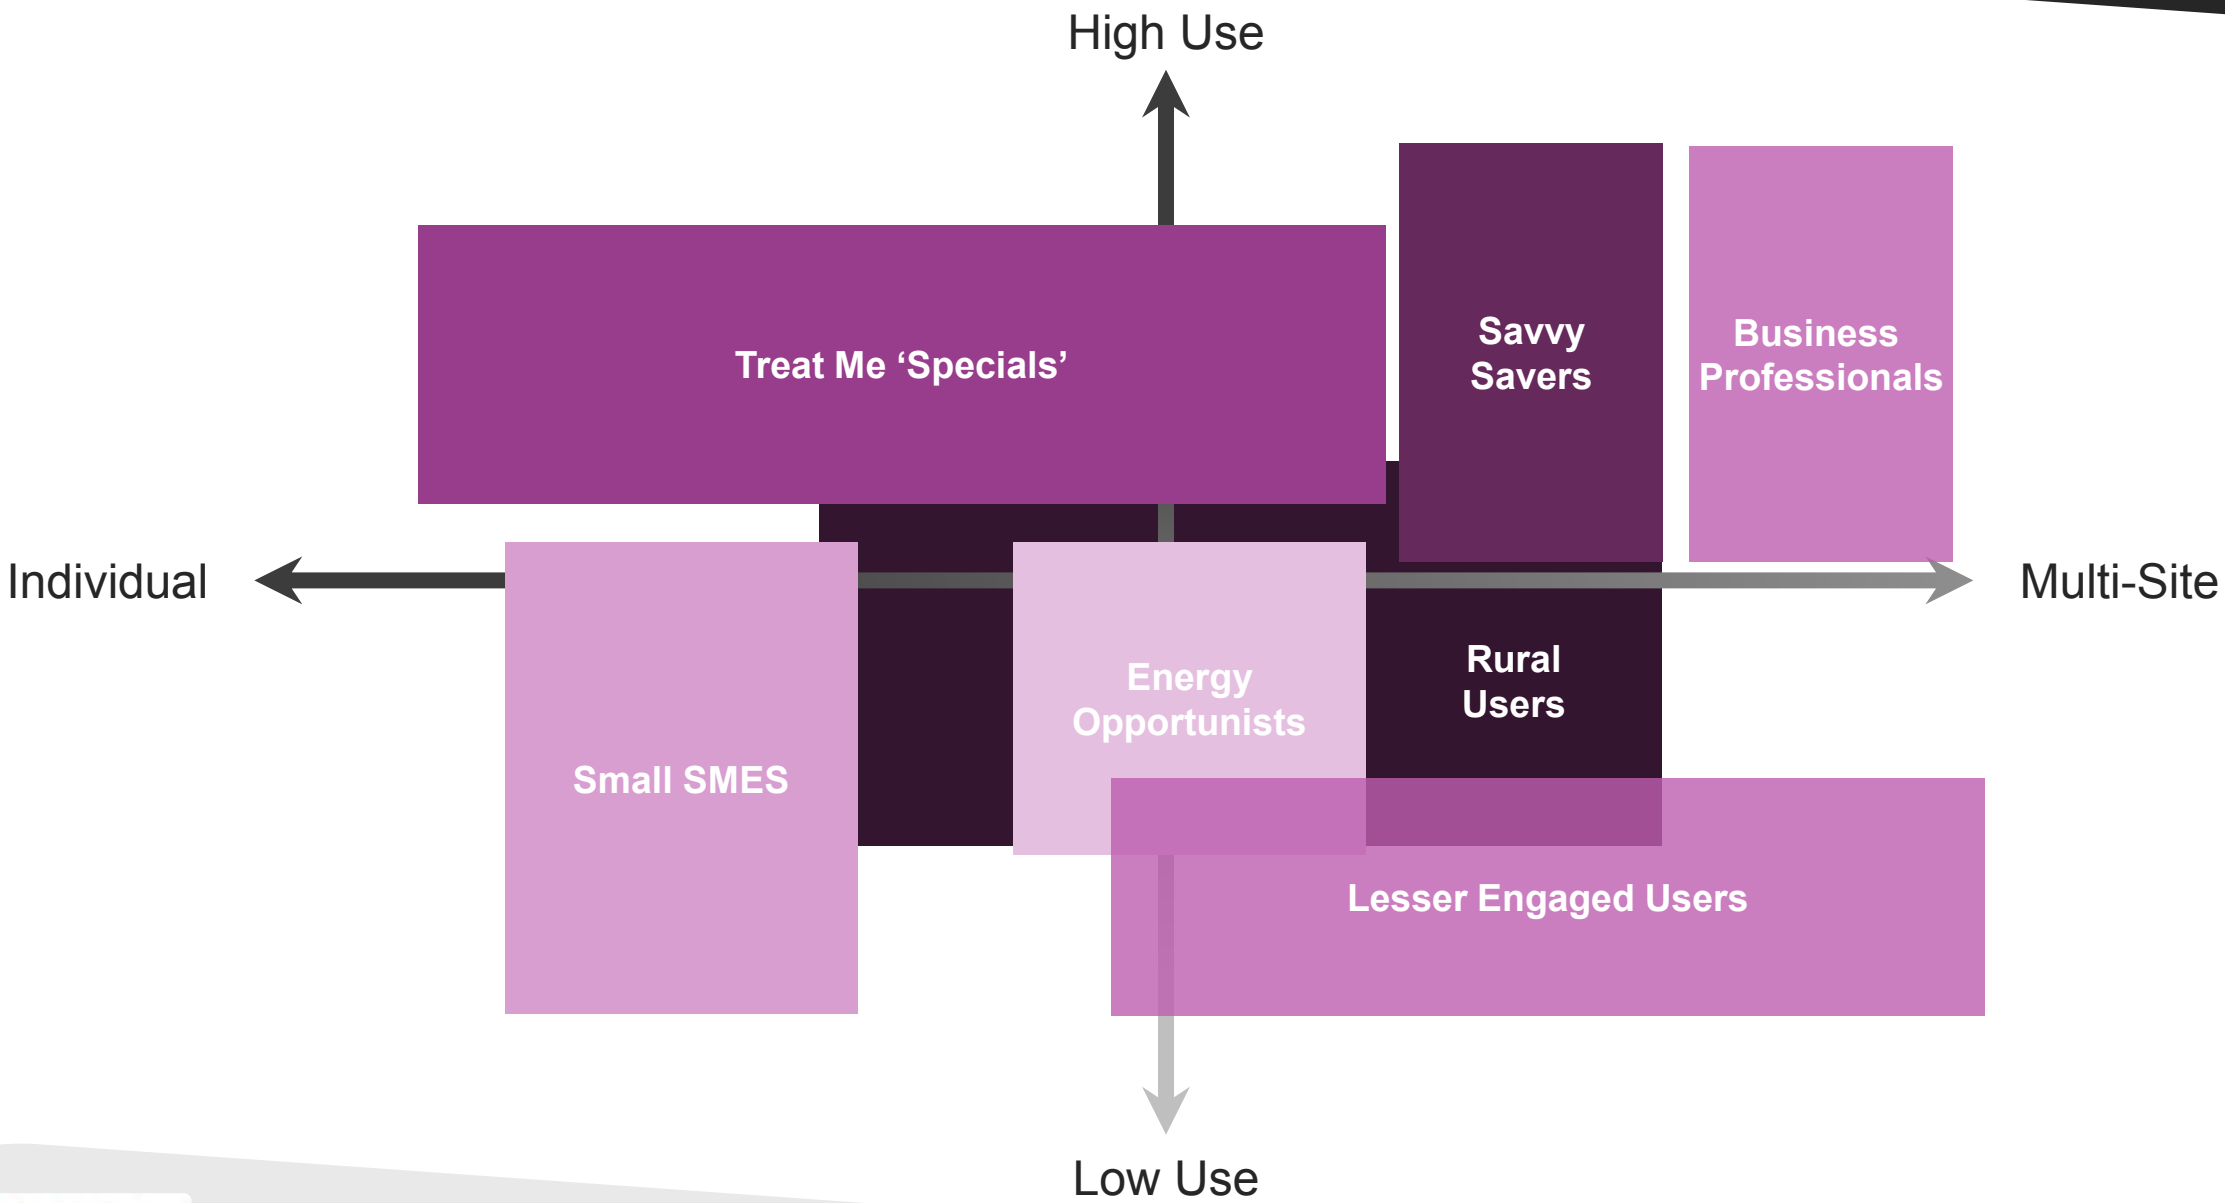 High Use
Treat Me ‘Specials’
Savvy
Savers
Business
Professionals
Individual
Multi-Site
Small SMES
Energy
Opportunists
Rural
Users
Lesser Engaged Users
Low Use